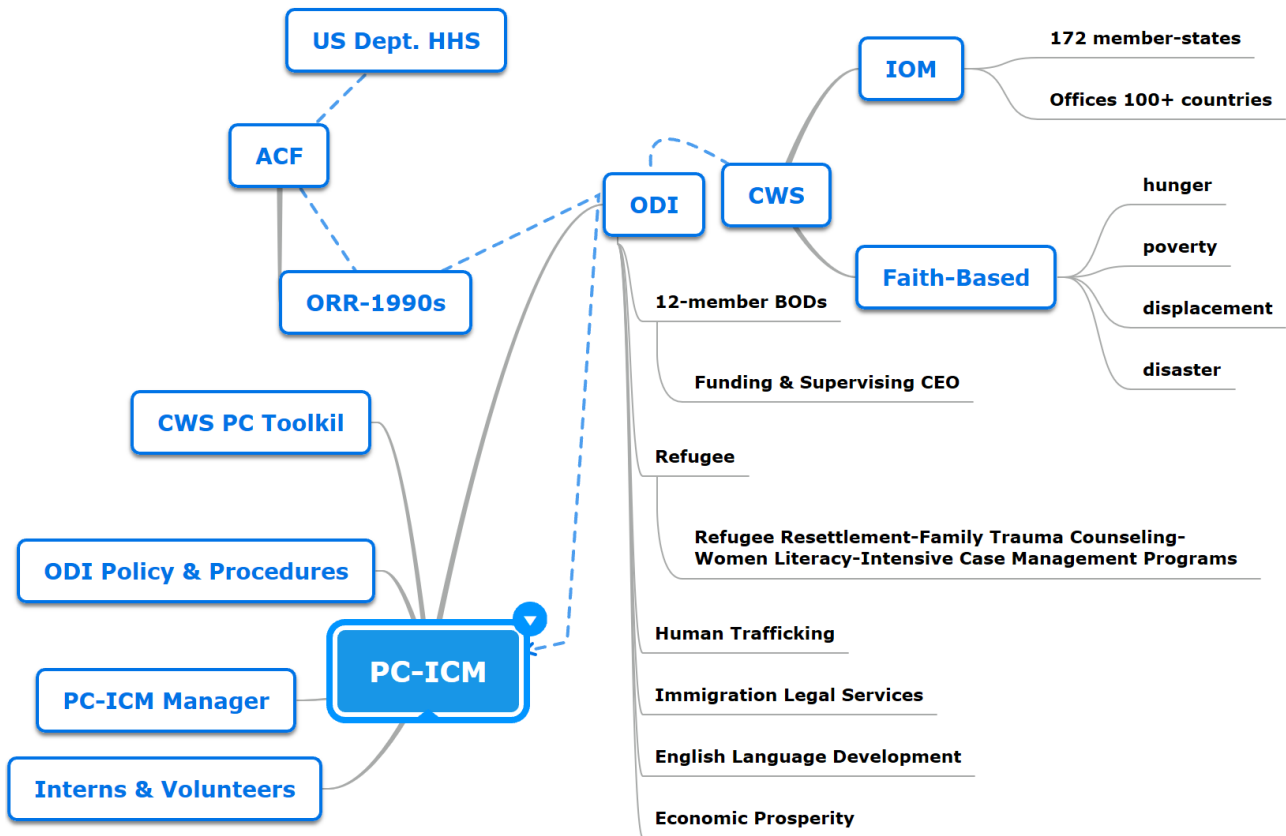 US Dept. HHS
ACF
ORR-1990s
CWS PC Toolkil
ODI Policy & Procedures
PC-ICM Manager
Interns & Volunteers
PC-ICM
ODI
CWS
IOM
172 member-states
Offices 100+ countries
Faith-Based
hunger
poverty
displacement
disaster
12-member BODs
Funding & Supervising CEO
Refugee
Refugee Resettlement-Family Trauma Counseling-
Women Literacy-Intensive Case Management Programs
Human Trafficking
Immigration Legal Services
English Language Development
Economic Prosperity